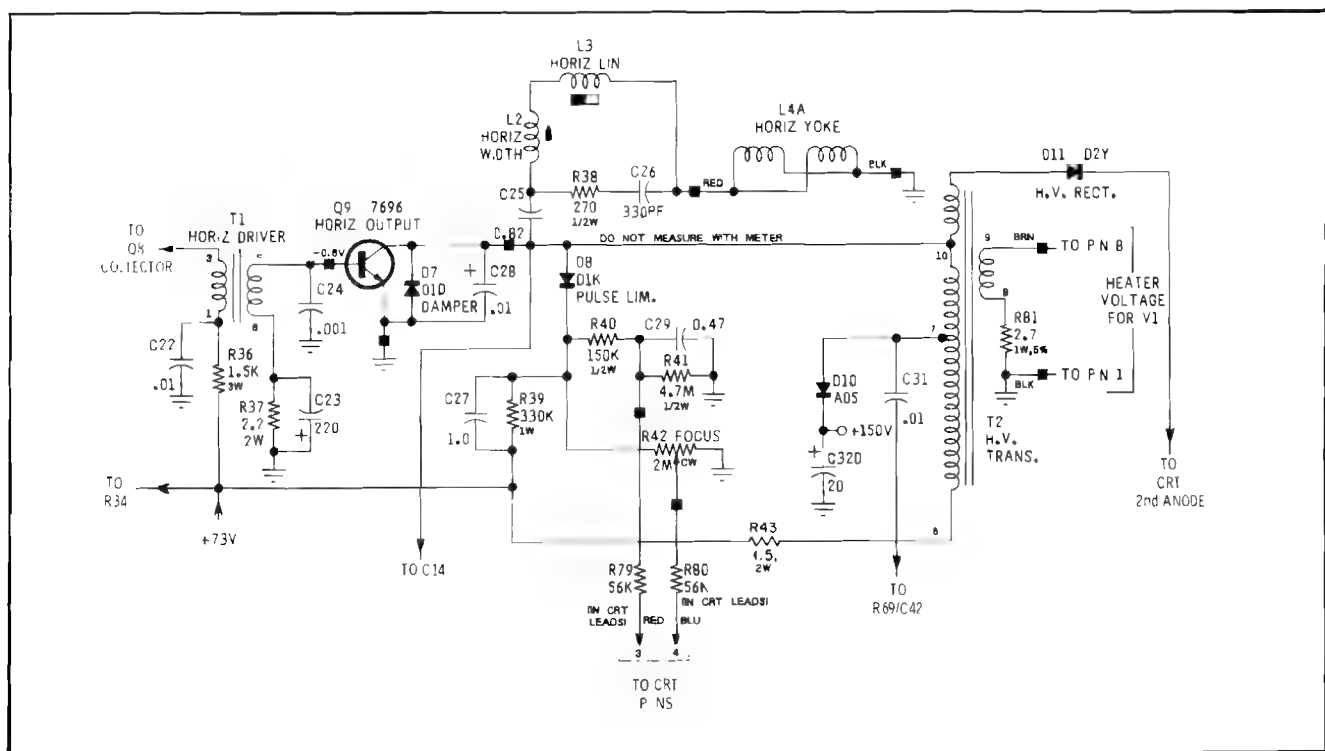 L3
HORIZ LIN
L2
HORIZ
WIDTH
L4A
HORIZ YOKE
R38
270
1/2W
C26
330PF
RED
BLK
D11 D2Y
H.V. RECT.
C25
0.82
TO
Q8
COLLECTOR
T1
HORIZ DRIVER
3
1
6
Q9 7696
HORIZ OUTPUT
-0.6V
C24
.001
D7
D1D
DAMPER
+
C28
.01
DO NOT MEASURE WITH METER
D8
D1K
PULSE LIM.
10
9
BRN
TO PN 8
HEATER
VOLTAGE
FOR V1
R81
2.7
1W,5%
BLK
TO PN 1
C22
.01
R36
1.5K
3W
R37
2.2
2W
C23
220
+
R40
150K
1/2W
C29
0.47
R41
4.7M
1/2W
C27
1.0
R39
330K
1W
R42 FOCUS
2M
CW
7
D10
A05
+150V
C31
.01
+
C32D
20
T2
H.V.
TRANS.
TO
R34
+73V
TO C14
R43
1.5,
2W
TO
CRT
2nd ANODE
R79
56K
(IN CRT
LEADS)
RED
R80
56K
(IN CRT LEADS)
BLU
3
4
TO
R69/C42
TO CRT
PINS